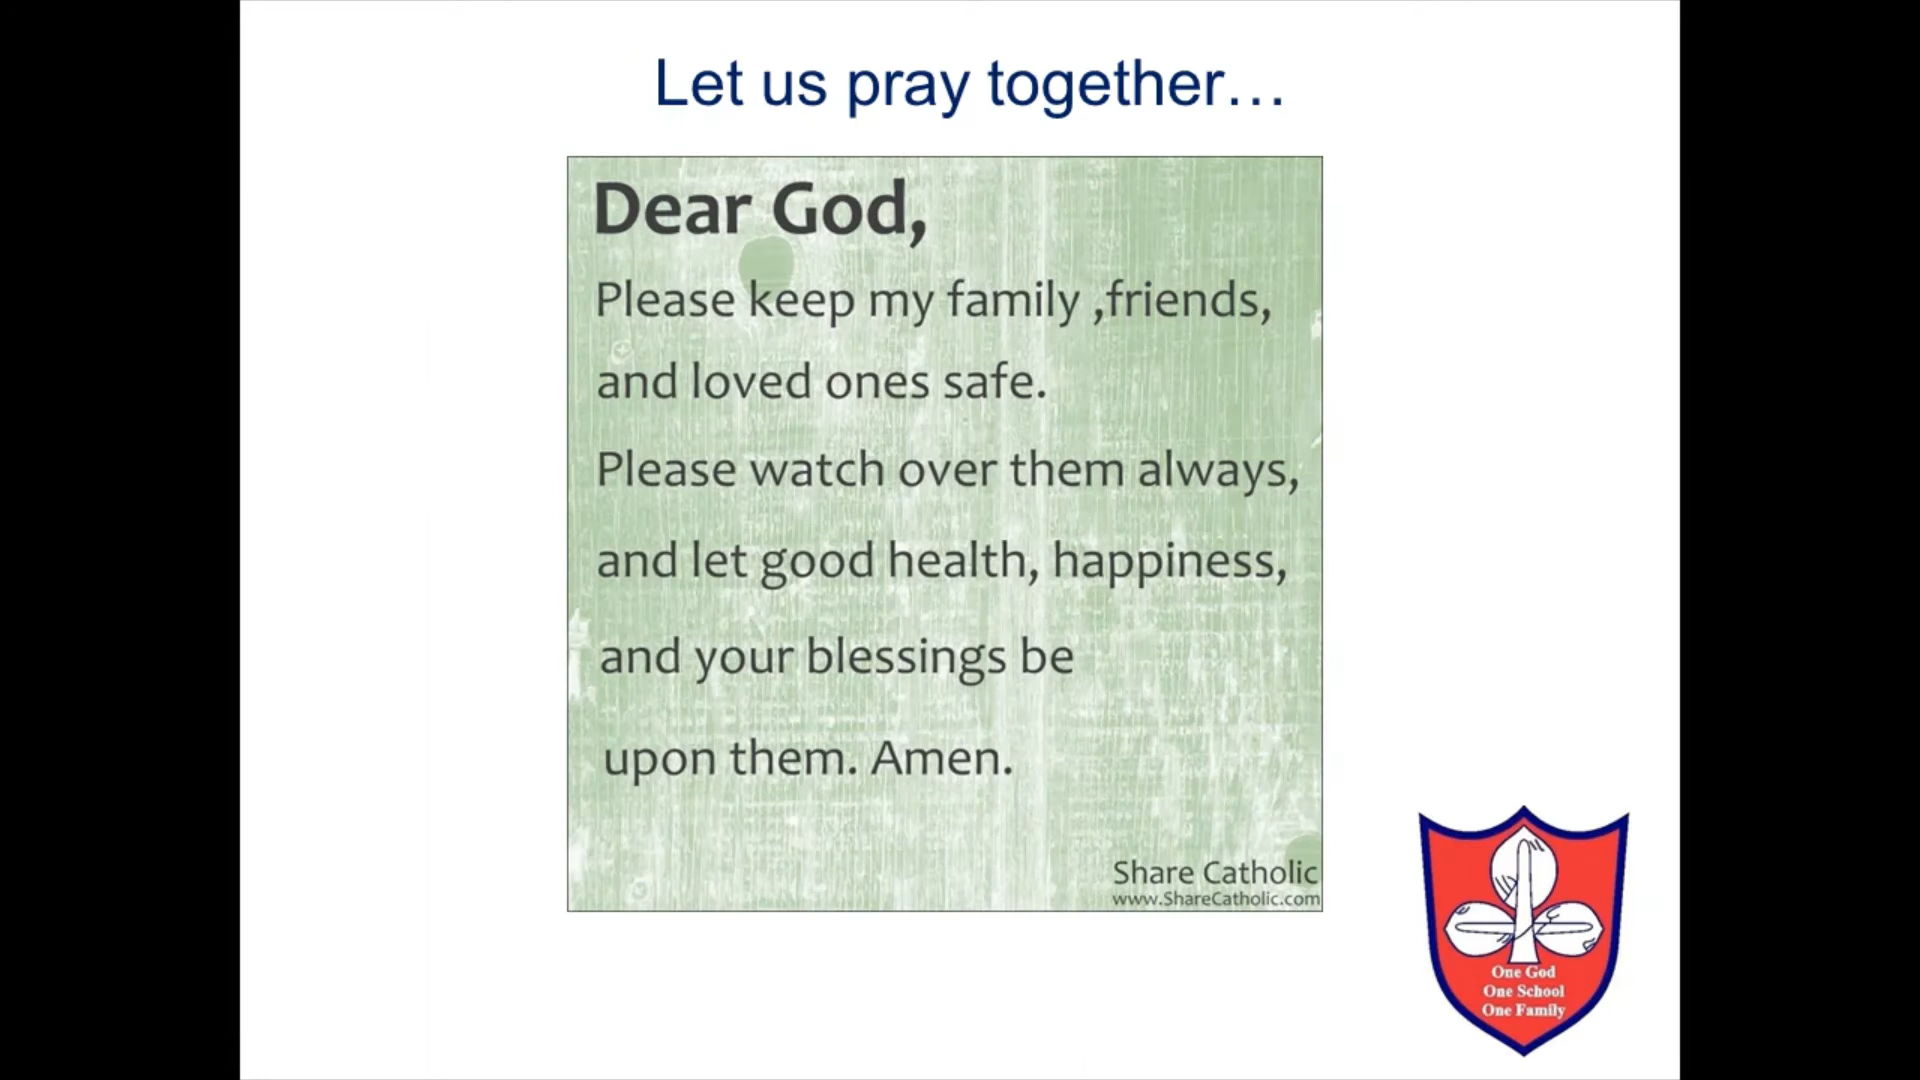 Let us pray together…
Dear God,
Please keep my family ,friends,
and loved ones safe.
Please watch over them always,
and let good health, happiness,
and your blessings be
upon them. Amen.
Share Catholic
www.ShareCatholic.com
One God
One School
One Family